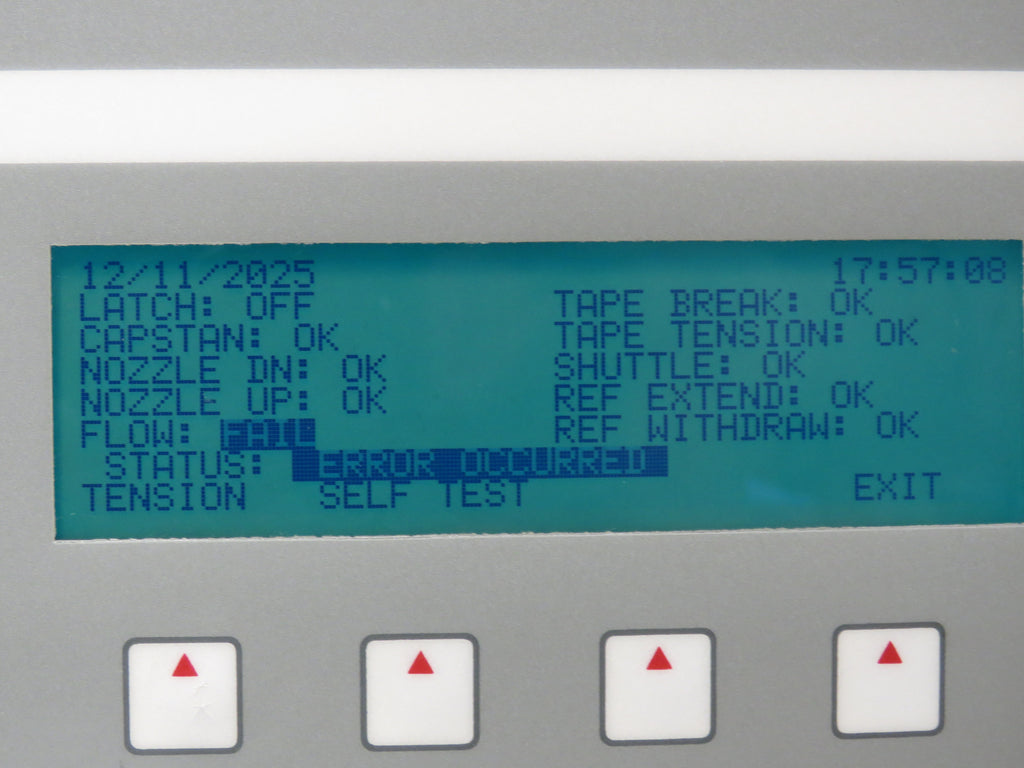 12/11/2025 17:57:08
LATCH: OFF TAPE BREAK: OK
CAPSTAN: OK TAPE TENSION: OK
NOZZLE DN: OK SHUTTLE: OK
NOZZLE UP: OK REF EXTEND: OK
FLOW: FAIL REF WITHDRAW: OK
STATUS: ERROR OCCURRED
TENSION SELF TEST EXIT